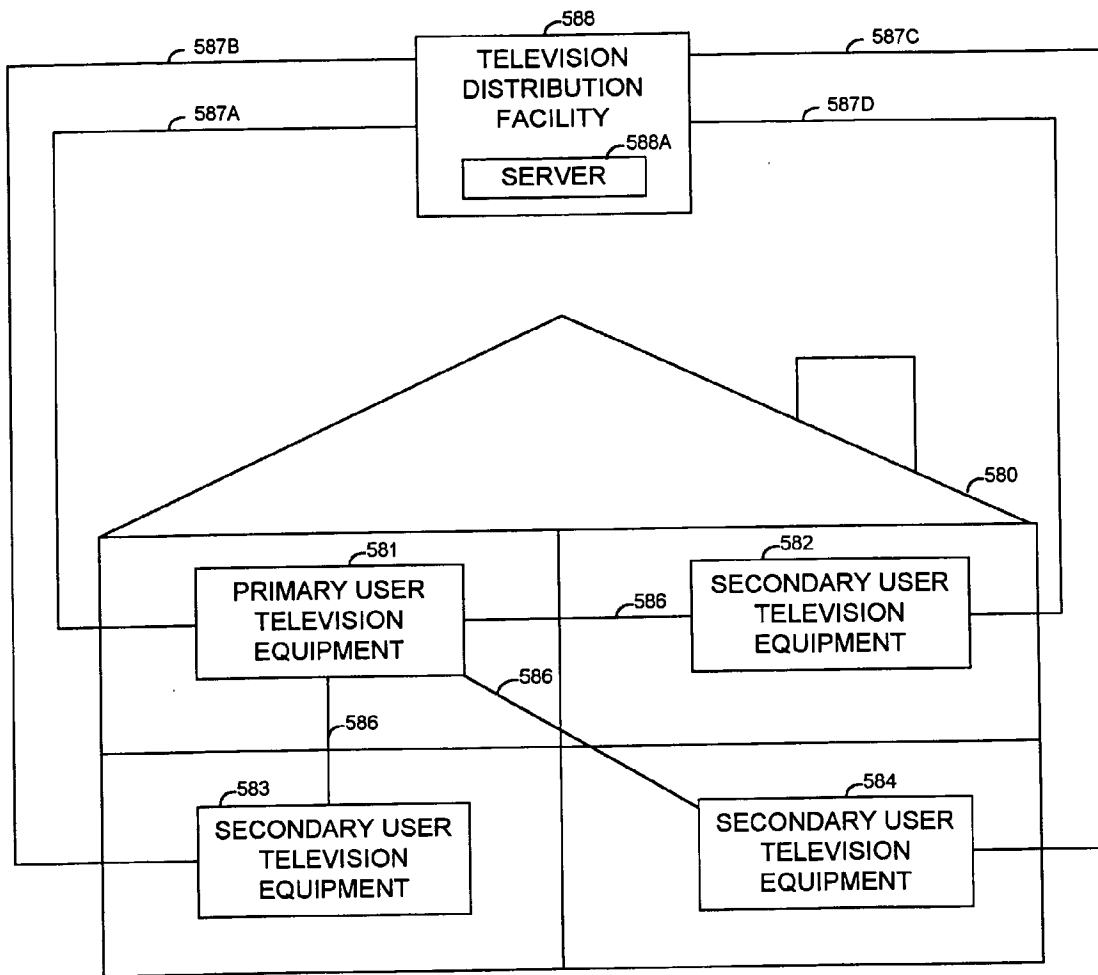 588
587B
587C
TELEVISION
DISTRIBUTION
FACILITY
587A
587D
588A
SERVER
580
581
582
PRIMARY USER
TELEVISION
EQUIPMENT
586
SECONDARY USER
TELEVISION
EQUIPMENT
586
586
583
584
SECONDARY USER
TELEVISION
EQUIPMENT
SECONDARY USER
TELEVISION
EQUIPMENT